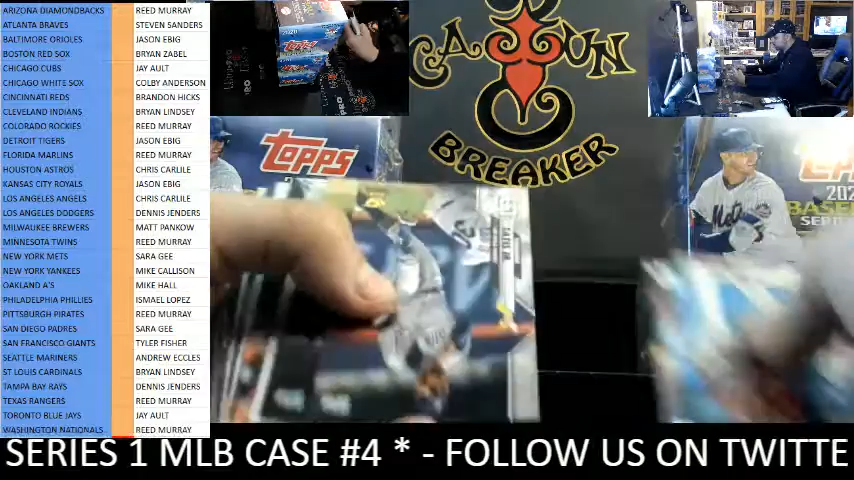 ARIZONA DIAMONDBACKS REED MURRAY
ATLANTA BRAVES STEVEN SANDERS
BALTIMORE ORIOLES JASON EBIG
BOSTON RED SOX BRYAN ZABEL
CHICAGO CUBS JAY AULT
CHICAGO WHITE SOX COLBY ANDERSON
CINCINNATI REDS BRANDON HICKS
CLEVELAND INDIANS BRYAN LINDSEY
COLORADO ROCKIES REED MURRAY
DETROIT TIGERS JASON EBIG
FLORIDA MARLINS REED MURRAY
HOUSTON ASTROS CHRIS CARLILE
KANSAS CITY ROYALS JASON EBIG
LOS ANGELES ANGELS CHRIS CARLILE
LOS ANGELES DODGERS DENNIS JENDERS
MILWAUKEE BREWERS MATT PANKOW
MINNESOTA TWINS REED MURRAY
NEW YORK METS SARA GEE
NEW YORK YANKEES MIKE CALLISON
OAKLAND A'S MIKE HALL
PHILADELPHIA PHILLIES ISMAEL LOPEZ
PITTSBURGH PIRATES REED MURRAY
SAN DIEGO PADRES SARA GEE
SAN FRANCISCO GIANTS TYLER FISHER
SEATTLE MARINERS ANDREW ECCLES
ST LOUIS CARDINALS BRYAN LINDSEY
TAMPA BAY RAYS DENNIS JENDERS
TEXAS RANGERS REED MURRAY
TORONTO BLUE JAYS JAY AULT
WASHINGTON NATIONALS REED MURRAY
2020
TOPPS
CAJUN
BREAKER
TOPPS
Mets
SERIES 1 MLB CASE #4 * - FOLLOW US ON TWITTE